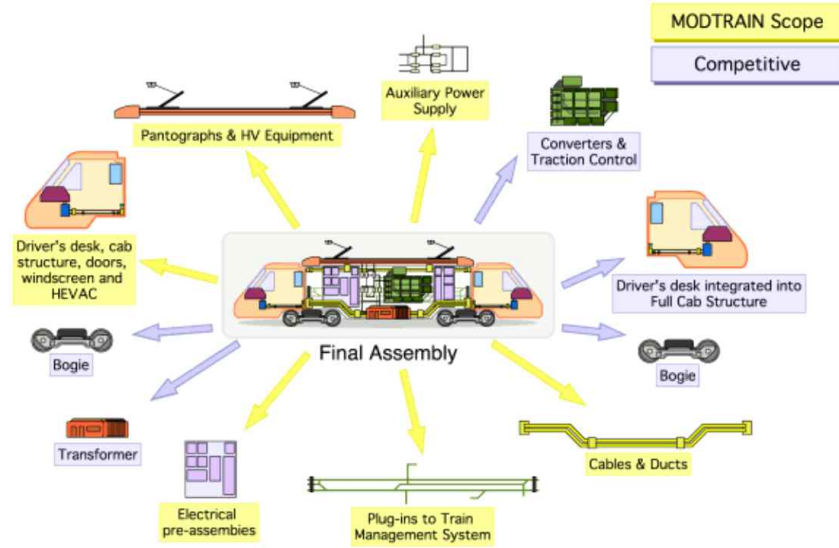 MODTRAIN Scope
Competitive
Auxiliary Power
Supply
Pantographs & HV Equipment
Converters &
Traction Control
Driver's desk, cab
structure, doors,
windscreen and
HEVAC
Driver's desk integrated into
Full Cab Structure
Final Assembly
Bogie
Bogie
Transformer
Cables & Ducts
Electrical
pre-assemblies
Plug-ins to Train
Management System